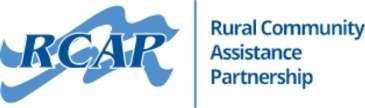 RCAP
Rural Community
Assistance
Partnership